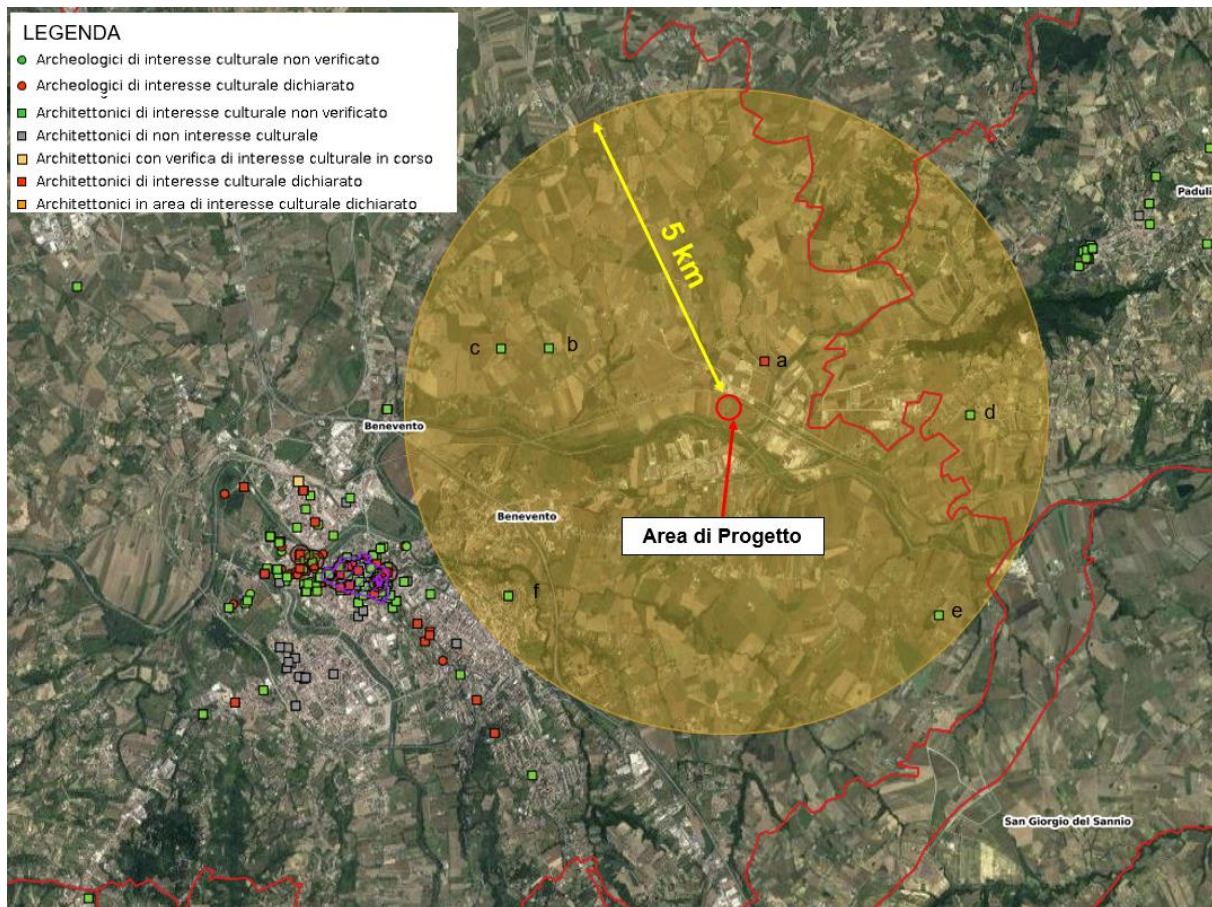 LEGENDA
Archeologici di interesse culturale non verificato
Archeologici di interesse culturale dichiarato
Architettonici di interesse culturale non verificato
Architettonici di non interesse culturale
Architettonici con verifica di interesse culturale in corso
Architettonici di interesse culturale dichiarato
Architettonici in area di interesse culturale dichiarato
Paduli
5 km
c
b
a
d
Benevento
Benevento
Area di Progetto
f
e
San Giorgio del Sannio